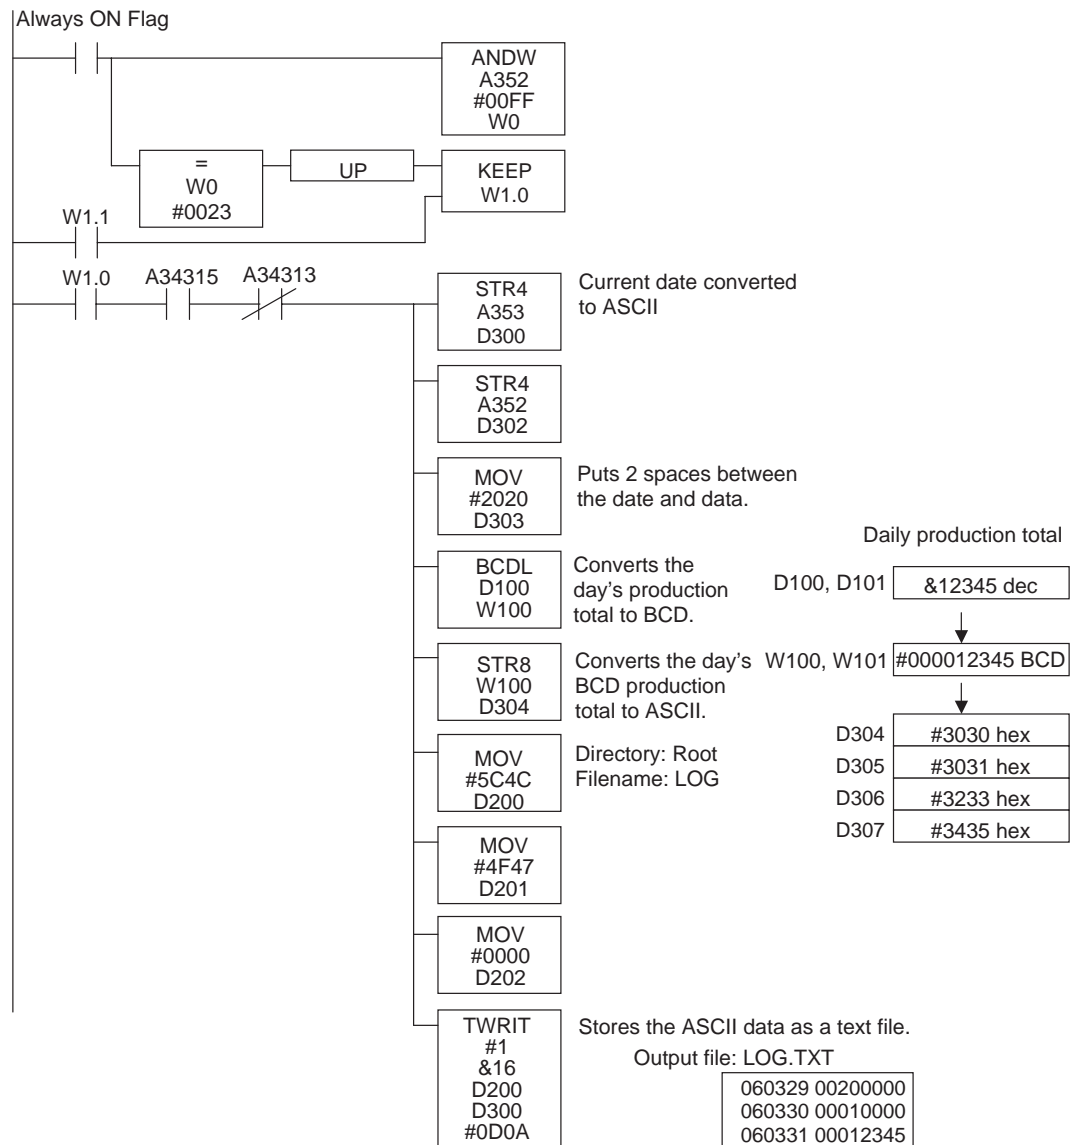 Always ON Flag
ANDW
A352
#00FF
W0
=
W0
#0023
UP
KEEP
W1.0
W1.1
W1.0
A34315
A34313
STR4
A353
D300
Current date converted
to ASCII
STR4
A352
D302
MOV
#2020
D303
Puts 2 spaces between
the date and data.
BCDL
D100
W100
Converts the
day's production
total to BCD.
Daily production total
D100, D101
&12345 dec
STR8
W100
D304
Converts the day's
BCD production
total to ASCII.
W100, W101
#000012345 BCD
MOV
#5C4C
D200
Directory: Root
Filename: LOG
D304
#3030 hex
D305
#3031 hex
D306
#3233 hex
D307
#3435 hex
MOV
#4F47
D201
MOV
#0000
D202
TWRIT
#1
&16
D200
D300
#0D0A
Stores the ASCII data as a text file.
Output file: LOG.TXT
060329 00200000
060330 00010000
060331 00012345